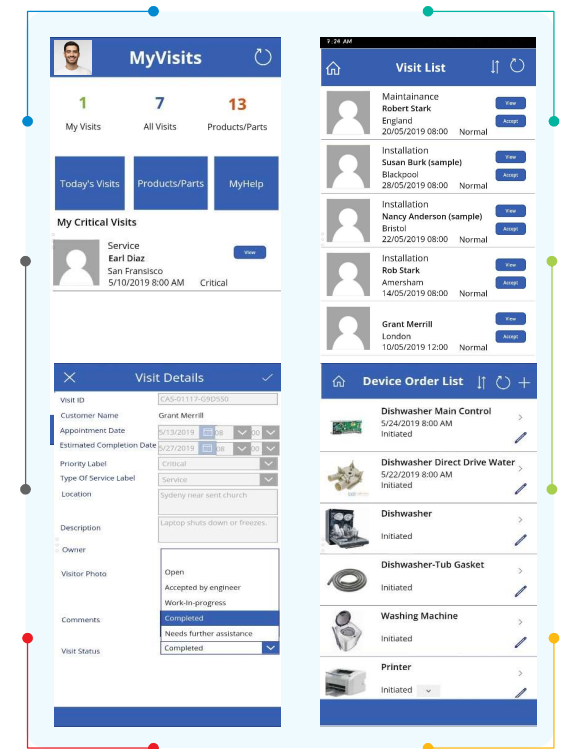 MyVisits
1
7
13
My Visits
All Visits
Products/Parts
Today's Visits
Products/Parts
MyHelp
My Critical Visits
Service
Earl Diaz
View
San Fransisco
5/10/2019 8:00 AM Critical
7:24 AM
Visit List
Maintainance
Robert Stark
View
England
Accept
20/05/2019 08:00 Normal
Installation
Susan Burk (sample)
View
Blackpool
Accept
28/05/2019 08:00 Normal
Installation
Nancy Anderson (sample)
View
Bristol
Accept
22/05/2019 08:00 Normal
Installation
Rob Stark
View
Amersham
Accept
14/05/2019 08:00 Normal
View
Grant Merrill
London
Accept
10/05/2019 12:00 Normal
Visit Details
Visit ID
Customer Name Grant Merrill
Appointment Date 5/13/2019 08 00
Estimated Completion Date 5/27/2019 08 00
Priority Label Critical
Type Of Service Label Service
Location Sydeny near sent church
Description Laptop shuts down or freezes.
Owner
Visitor Photo
Open
Accepted by engineer
Work-In-progress
Comments
Completed
Needs further assistance
Visit Status Completed
Device Order List
Dishwasher Main Control
5/24/2019 8:00 AM
Initiated
Dishwasher Direct Drive Water
5/22/2019 8:00 AM
Initiated
Dishwasher
Initiated
Dishwasher-Tub Gasket
Initiated
Washing Machine
Initiated
Printer
Initiated